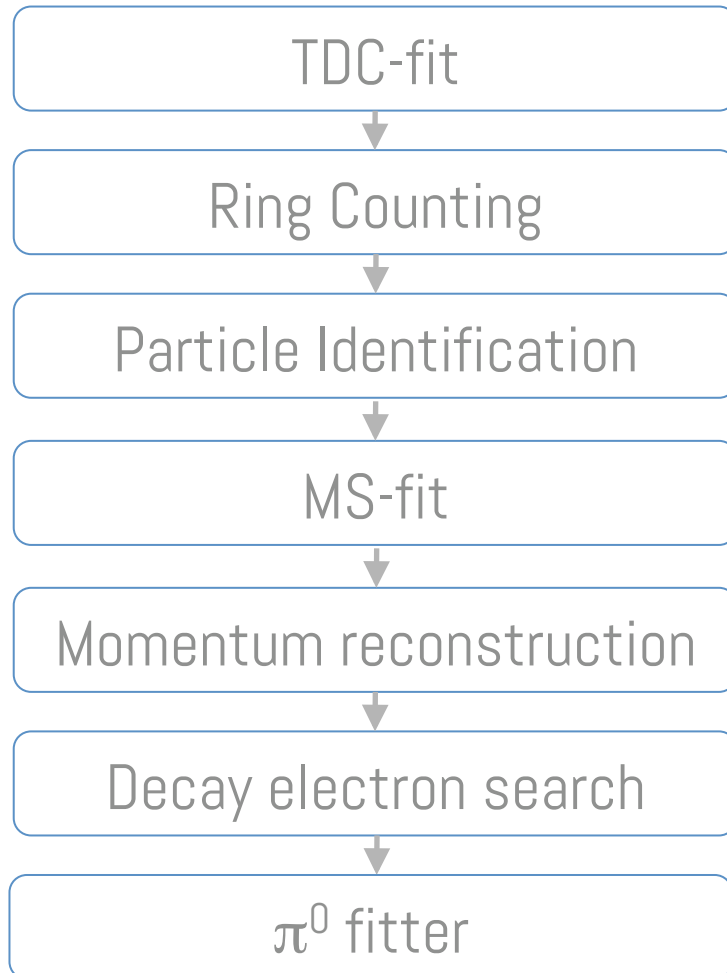 TDC-fit
Ring Counting
Particle Identification
MS-fit
Momentum reconstruction
Decay electron search
π⁰ fitter